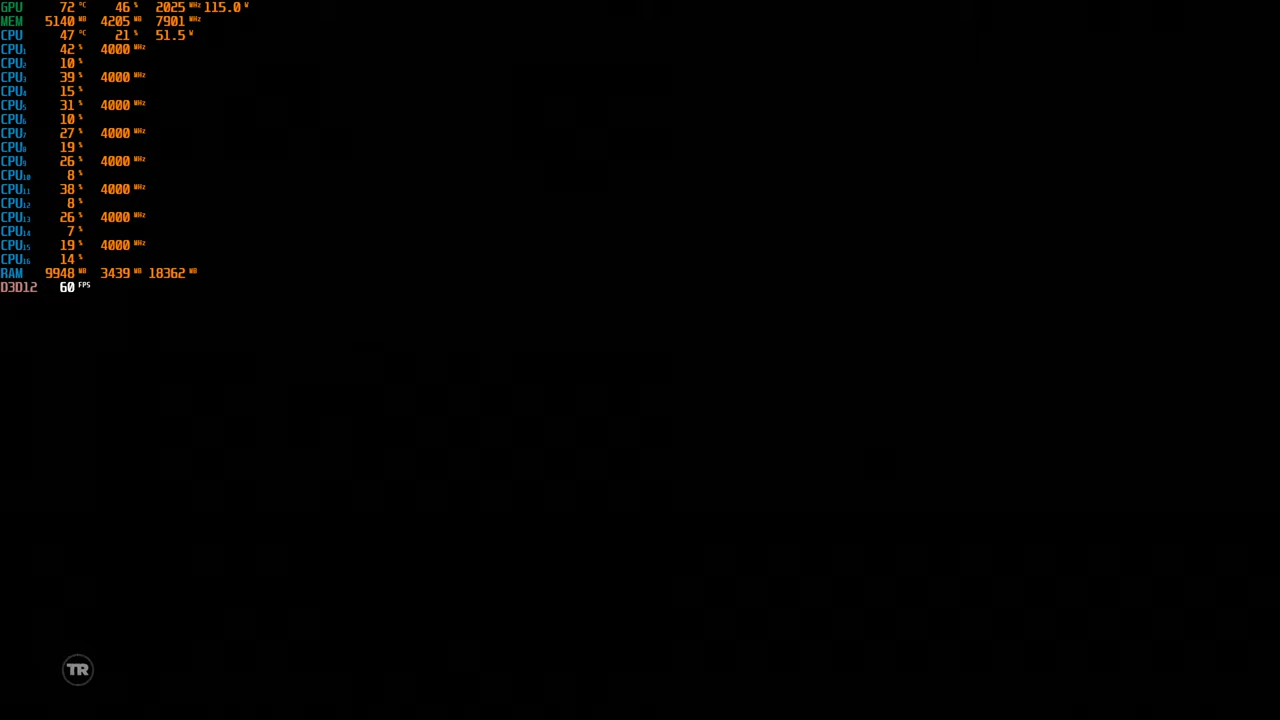 GPU 72 °C 46 % 2025 MHz 115.0 W
MEM 5140 MB 4205 MB 7901 MHz
CPU 47 °C 21 % 51.5 W
CPU1 42 % 4000 MHz
CPU2 10 %
CPU3 39 % 4000 MHz
CPU4 15 %
CPU5 31 % 4000 MHz
CPU6 10 %
CPU7 27 % 4000 MHz
CPU8 19 %
CPU9 26 % 4000 MHz
CPU10 8 %
CPU11 38 % 4000 MHz
CPU12 8 %
CPU13 26 % 4000 MHz
CPU14 7 %
CPU15 19 % 4000 MHz
CPU16 14 %
RAM 9948 MB 3439 MB 18362 MB
D3D12 60 FPS
TR